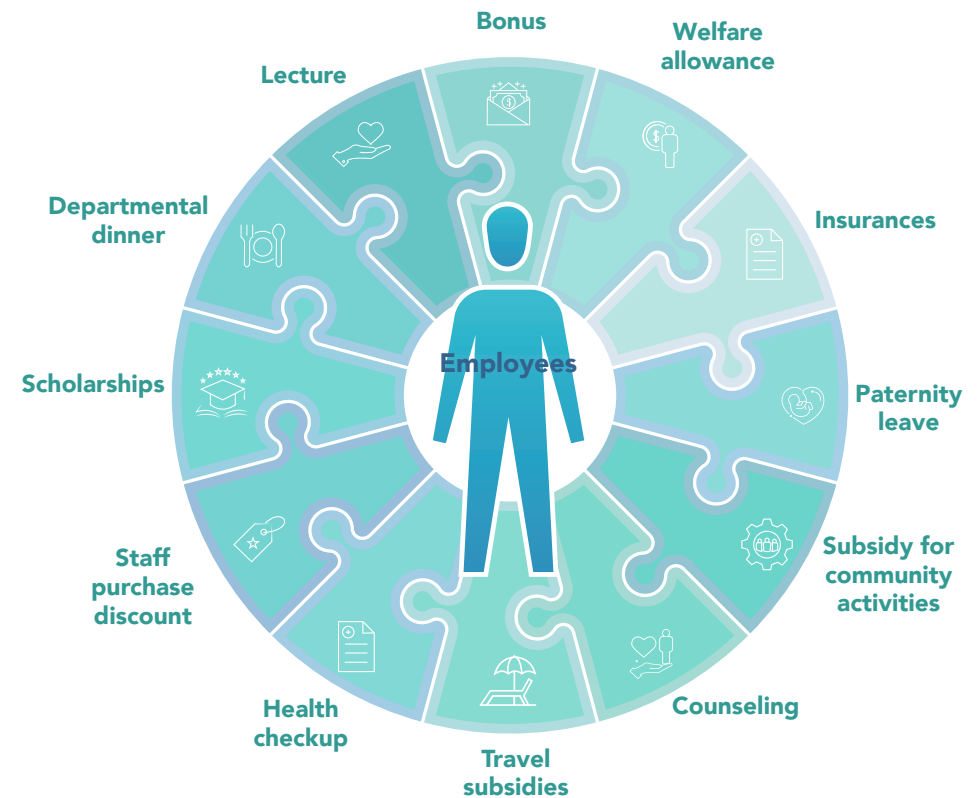 Bonus
Welfare
allowance
Insurances
Paternity
leave
Subsidy for
community
activities
Counseling
Travel
subsidies
Health
checkup
Staff
purchase
discount
Scholarships
Departmental
dinner
Lecture
Employees